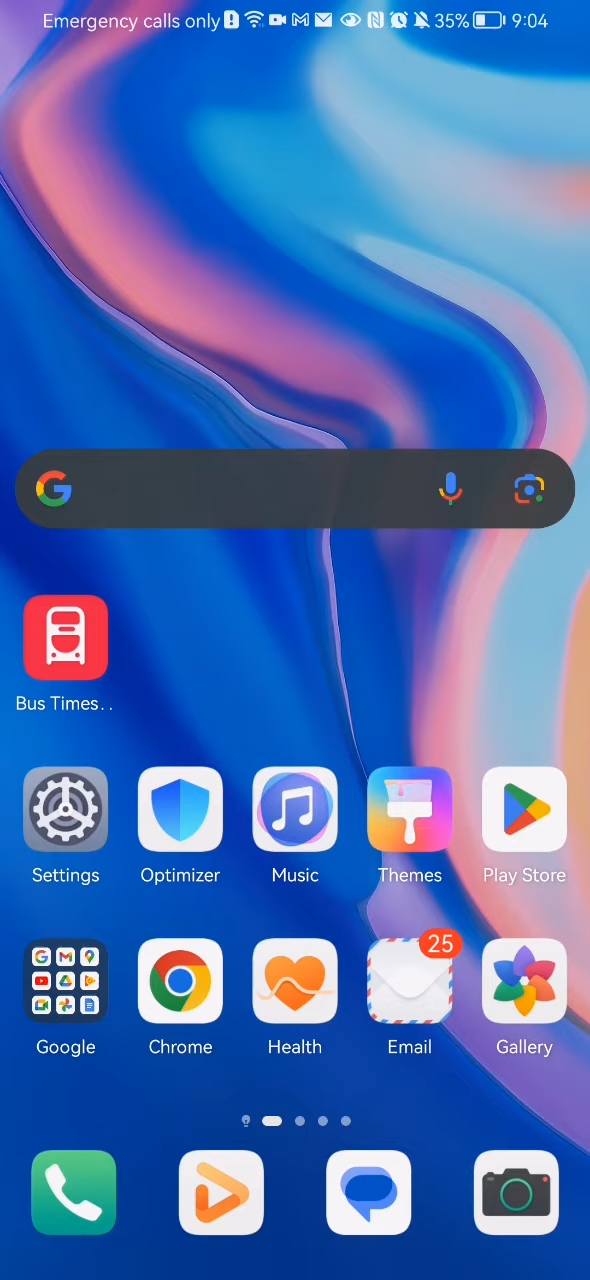 Emergency calls only 35% 9:04
Bus Times..
Settings Optimizer Music Themes Play Store
25
Google Chrome Health Email Gallery